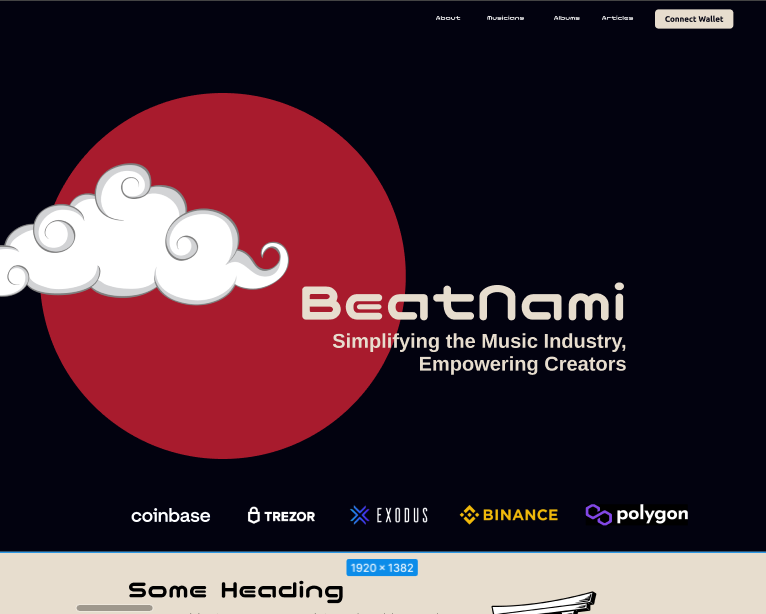 About Musicians Albums Articles Connect Wallet
BeatNami
Simplifying the Music Industry,
Empowering Creators
coinbase TREZOR EXODUS BINANCE polygon
1920 × 1382
Some Heading